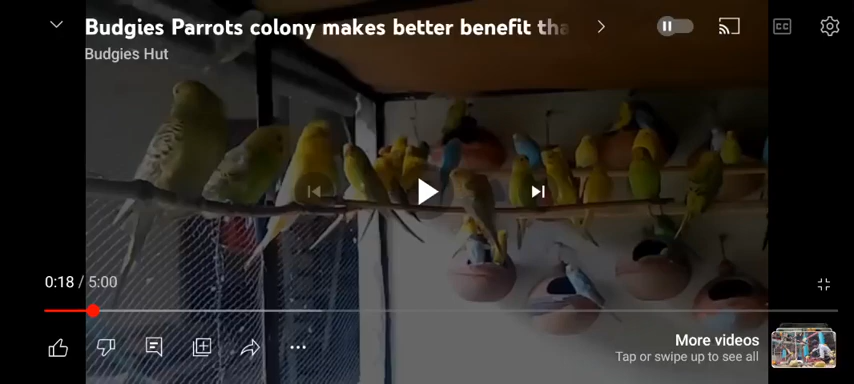 Budgies Parrots colony makes better benefit tha
Budgies Hut
CC
0:18 / 5:00
More videos
Tap or swipe up to see all